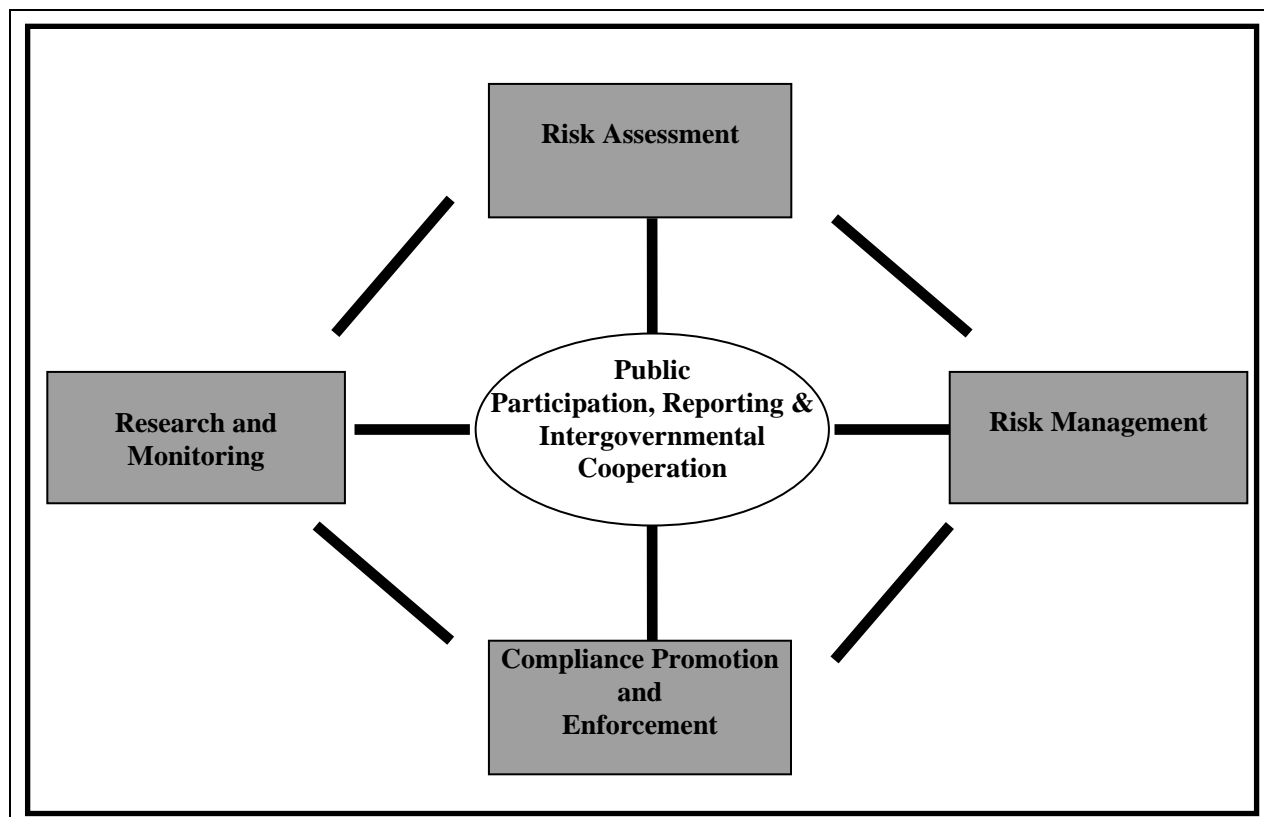 Risk Assessment
Public
Participation, Reporting &
Intergovernmental
Cooperation
Research and
Monitoring
Risk Management
Compliance Promotion
and
Enforcement